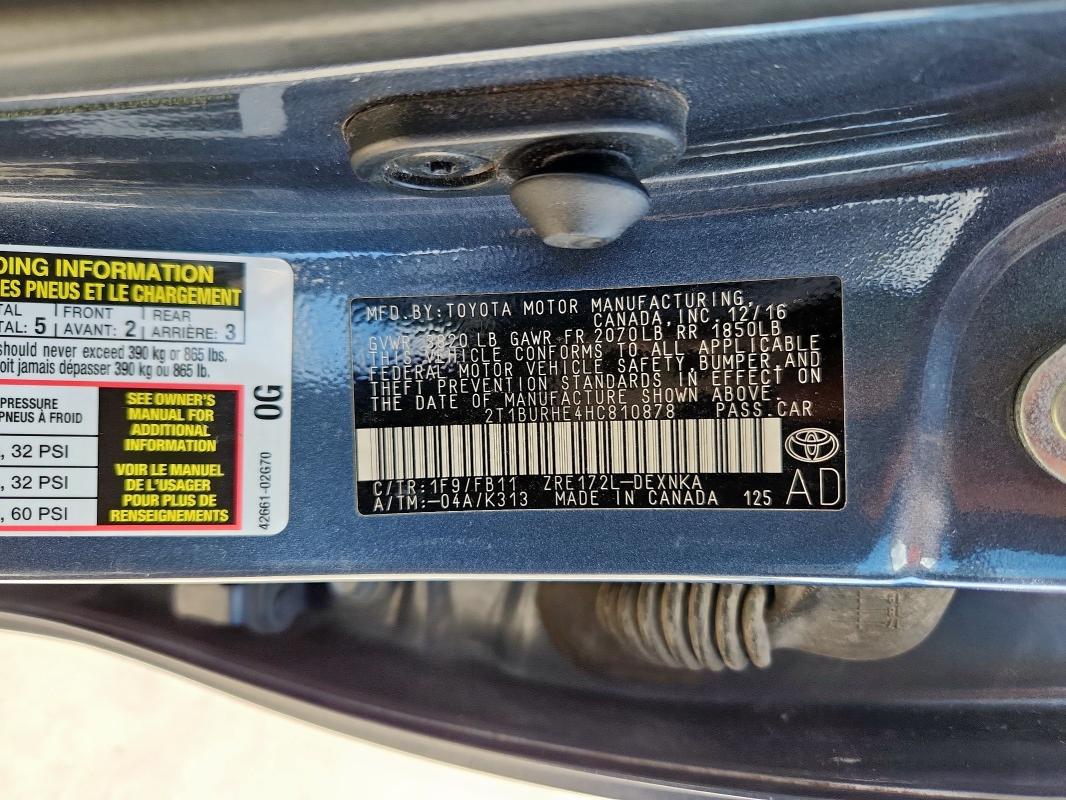 DING INFORMATION
ES PNEUS ET LE CHARGEMENT
TAL FRONT REAR
TAL: 5 AVANT: 2 ARRIÈRE: 3
should never exceed 390 kg or 865 lbs.
oit jamais dépasser 390 kg ou 865 lb.
PRESSURE
PNEUS À FROID
, 32 PSI
, 32 PSI
, 60 PSI
SEE OWNER'S
MANUAL FOR
ADDITIONAL
INFORMATION
VOIR LE MANUEL
DE L'USAGER
POUR PLUS DE
RENSEIGNEMENTS
0G
42661-02G70
MFD.BY:TOYOTA MOTOR MANUFACTURING,
CANADA,INC. 12/16
GVWR 3820 LB GAWR FR 2070LB RR 1850LB
THIS VEHICLE CONFORMS TO ALL APPLICABLE
FEDERAL MOTOR VEHICLE SAFETY,BUMPER,AND
THEFT PREVENTION STANDARDS IN EFFECT ON
THE DATE OF MANUFACTURE SHOWN ABOVE.
2T1BURHE4HC810878 PASS.CAR
C/TR:1F9/FB11 ZRE172L-DEXNKA
A/TM:-04A/K313 MADE IN CANADA 125 AD